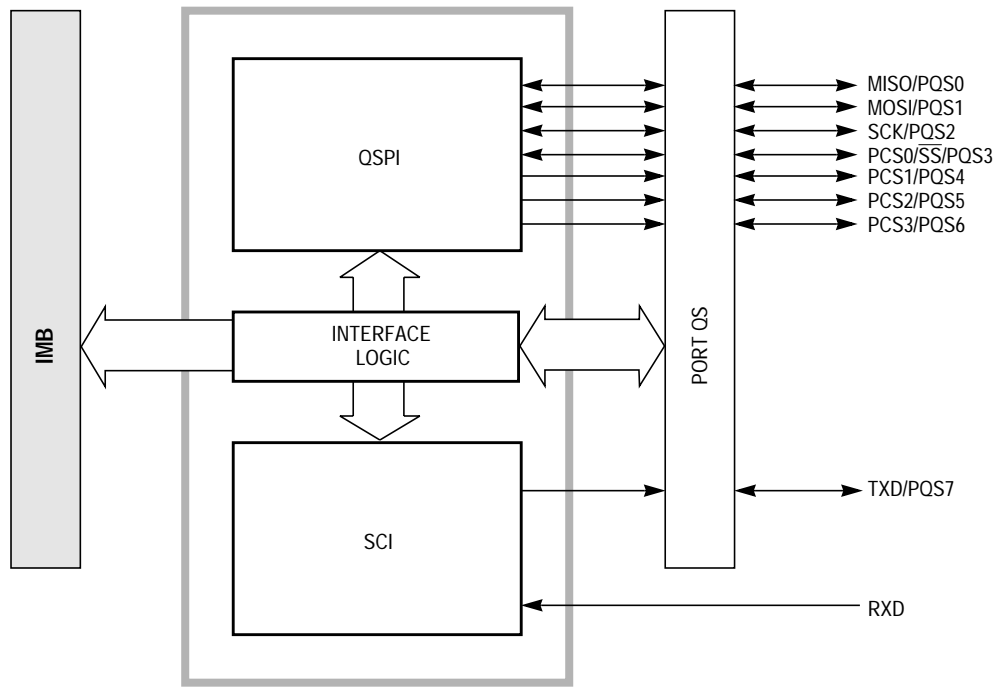 IMB
QSPI
INTERFACE
LOGIC
SCI
PORT QS
MISO/PQS0
MOSI/PQS1
SCK/PQS2
PCS0/S̅S̅/PQS3
PCS1/PQS4
PCS2/PQS5
PCS3/PQS6
TXD/PQS7
RXD